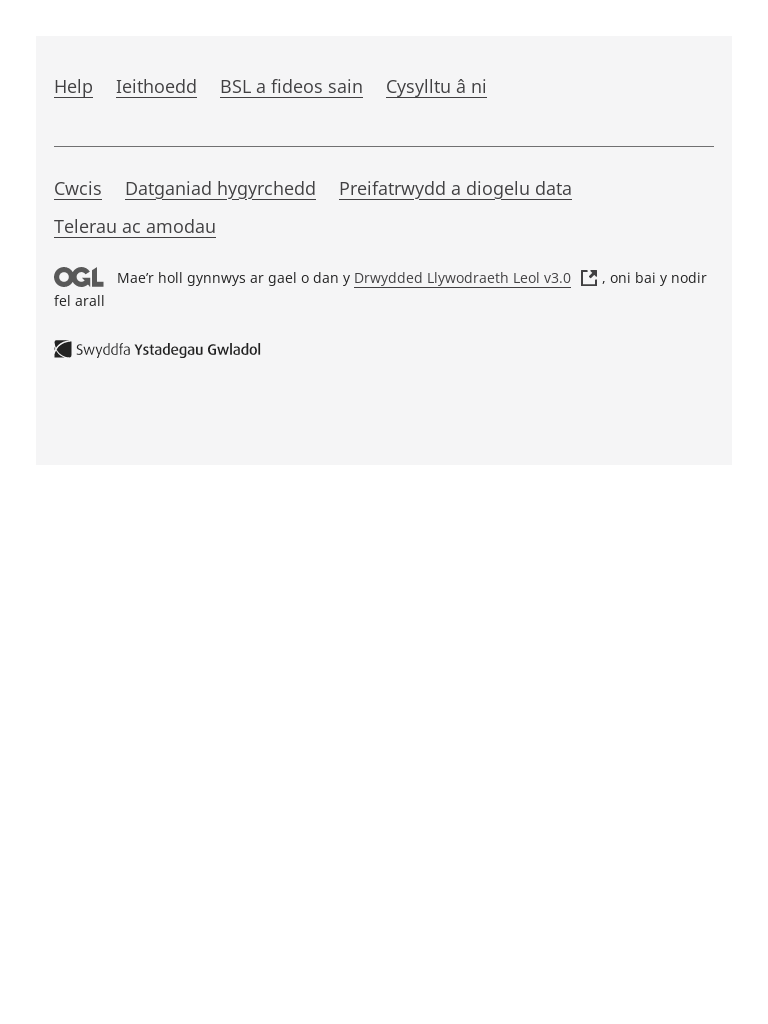 Help Ieithoedd BSL a fideos sain Cysylltu â ni
Cwcis Datganiad hygyrchedd Preifatrwydd a diogelu data
Telerau ac amodau
OGL Mae’r holl gynnwys ar gael o dan y Drwydded Llywodraeth Leol v3.0 , oni bai y nodir
fel arall
Swyddfa Ystadegau Gwladol